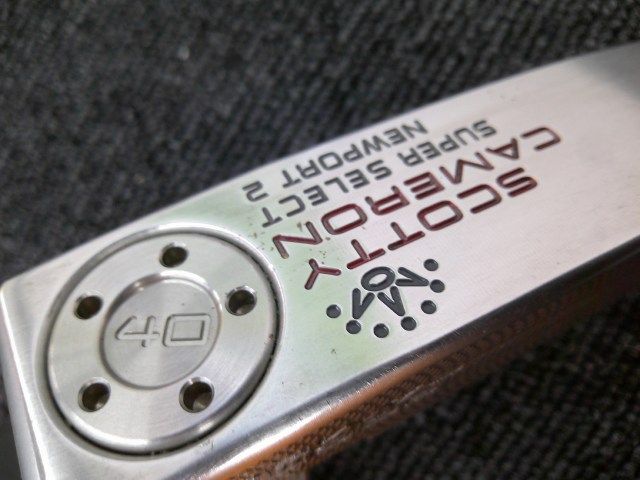 SCOTTY
CAMERON
SUPER SELECT
NEWPORT 2
40